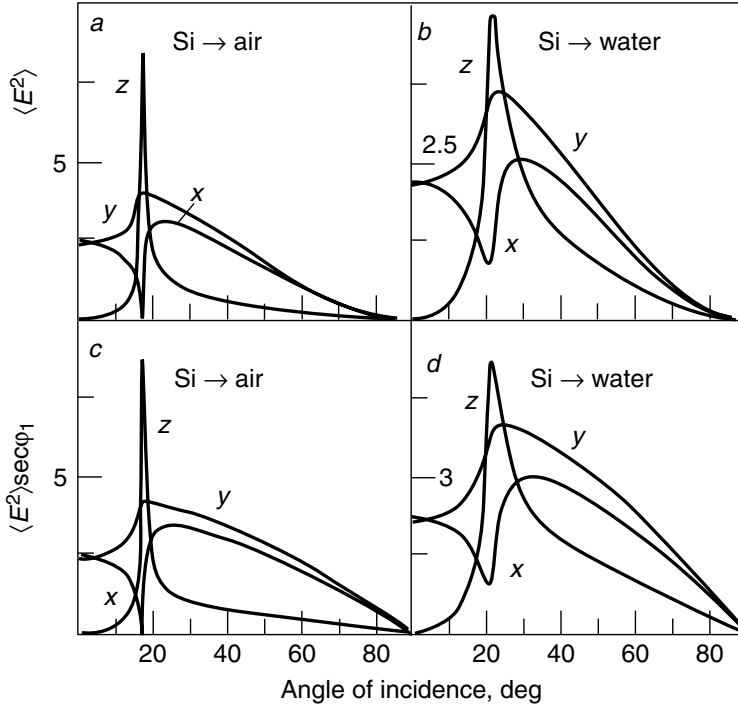 a
Si → air
b
Si → water
⟨E²⟩
z
z
5
2.5
y
x
y
x
c
Si → air
d
Si → water
⟨E²⟩secφ₁
z
z
5
y
3
y
x
x
20 40 60 80
20 40 60 80
Angle of incidence, deg